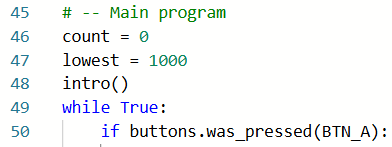 45 # -- Main program
46 count = 0
47 lowest = 1000
48 intro()
49 while True:
50     if buttons.was_pressed(BTN_A):